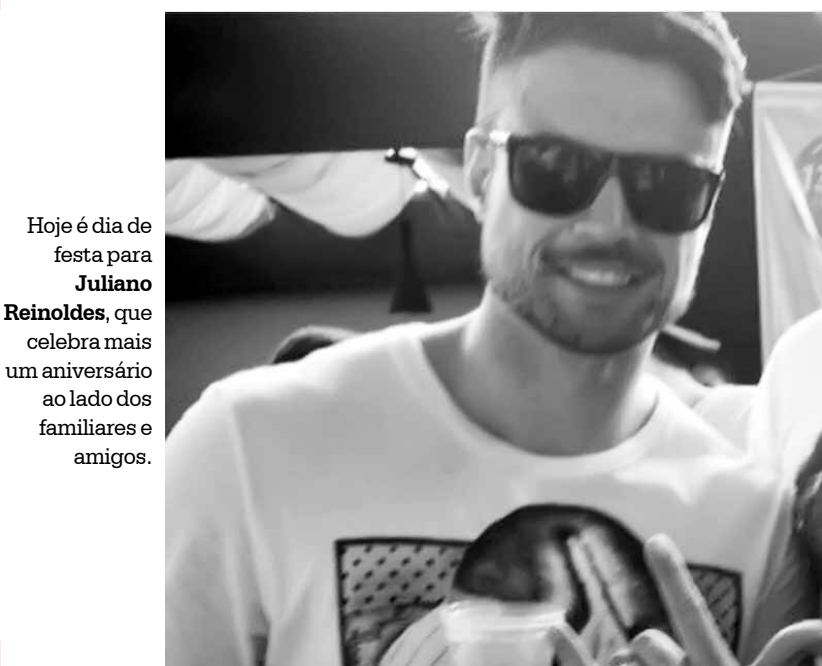 Hoje é dia de
festa para
Juliano
Reinoldes, que
celebra mais
um aniversário
ao lado dos
familiares e
amigos.